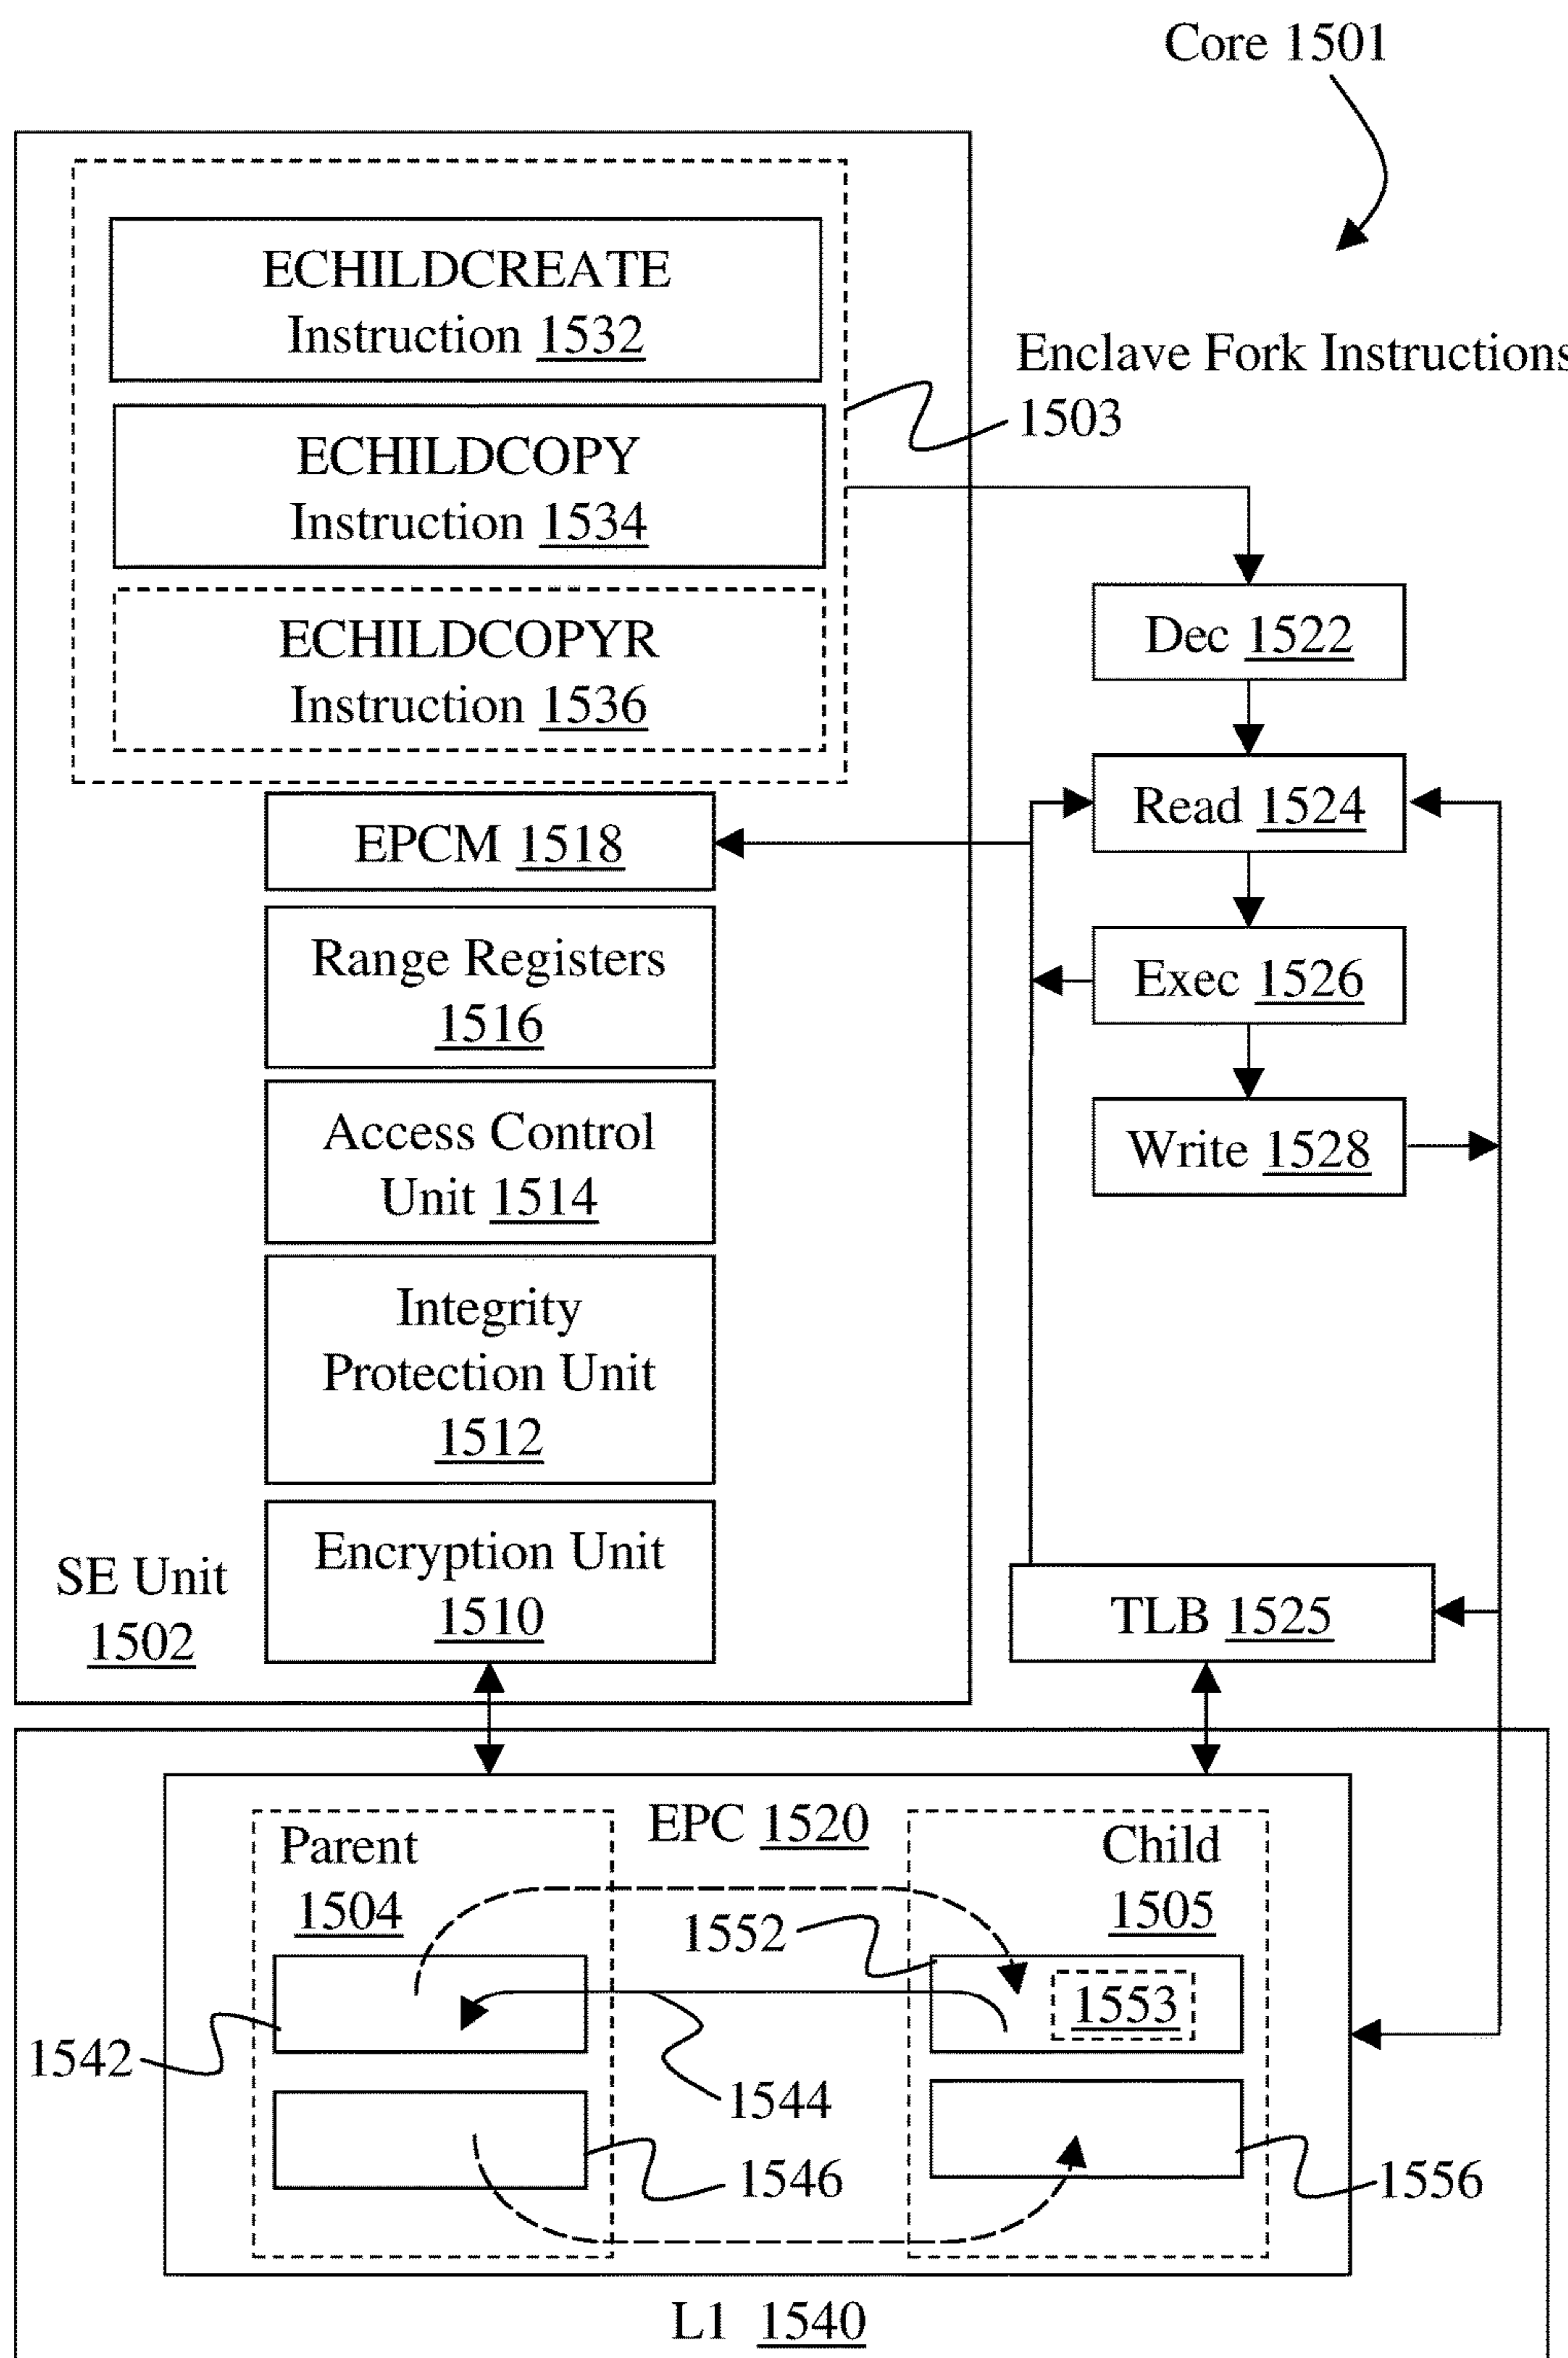 Core 1501
ECHILDCREATE
Instruction 1532
Enclave Fork Instructions
1503
ECHILDCOPY
Instruction 1534
ECHILDCOPYR
Instruction 1536
Dec 1522
Read 1524
EPCM 1518
Range Registers
1516
Exec 1526
Access Control
Unit 1514
Write 1528
Integrity
Protection Unit
1512
Encryption Unit
1510
SE Unit
1502
TLB 1525
EPC 1520
Parent
1504
Child
1505
1552
1553
1542
1544
1546
1556
L1 1540